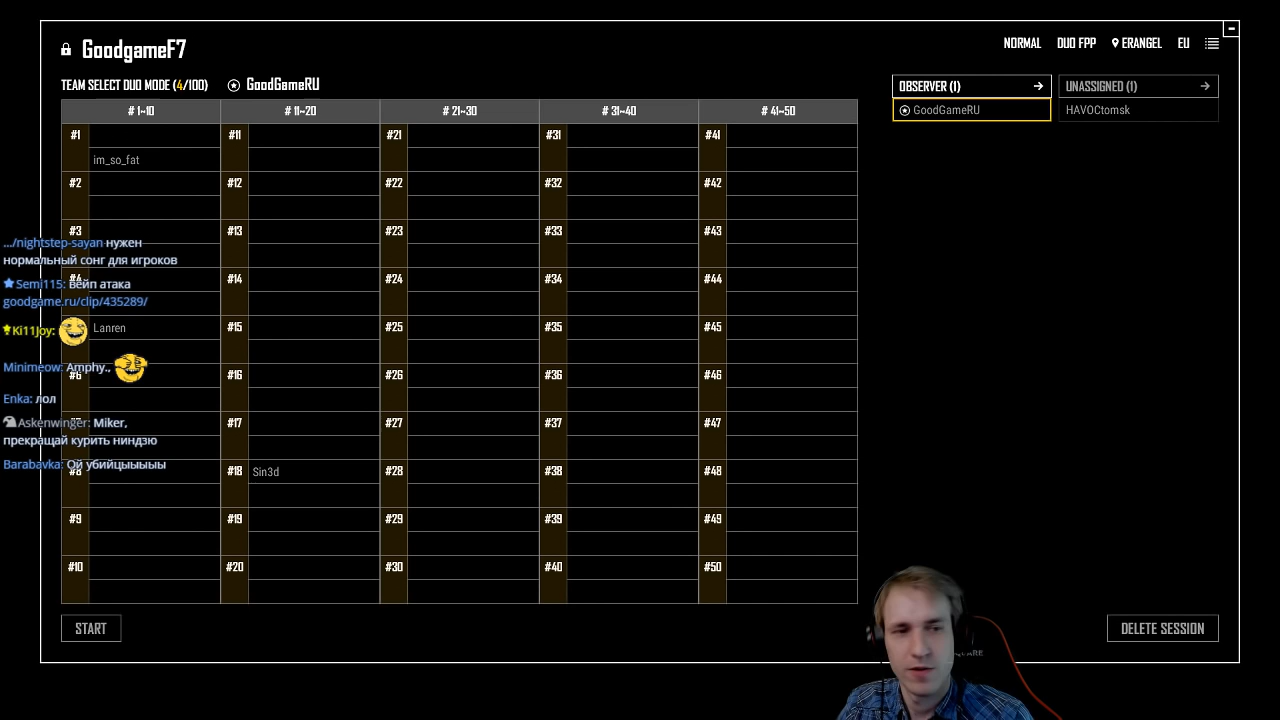 GoodgameF7
NORMAL DUO FPP ERANGEL EU
TEAM SELECT DUO MODE (4/100) GoodGameRU
OBSERVER (1) UNASSIGNED (1)
GoodGameRU HAVOCtomsk
# 1~10 # 11~20 # 21~30 # 31~40 # 41~50
#1 #11 #21 #31 #41
im_so_fat
#2 #12 #22 #32 #42
#3 #13 #23 #33 #43
.../nightstep-sayan нужен
нормальный сонг для игроков
#4 #14 #24 #34 #44
Semi115: вейп атака
goodgame.ru/clip/435289/
Ki11Joy: Lanren #15 #25 #35 #45
Minimeow: Amphy.,
#6 #16 #26 #36 #46
Enka: лол
Askenwinger: Miker,
прекращай курить ниндзю
#17 #27 #37 #47
Barabavka: Ой убийцыыыыы
#8 #18 Sin3d #28 #38 #48
#9 #19 #29 #39 #49
#10 #20 #30 #40 #50
START
DELETE SESSION